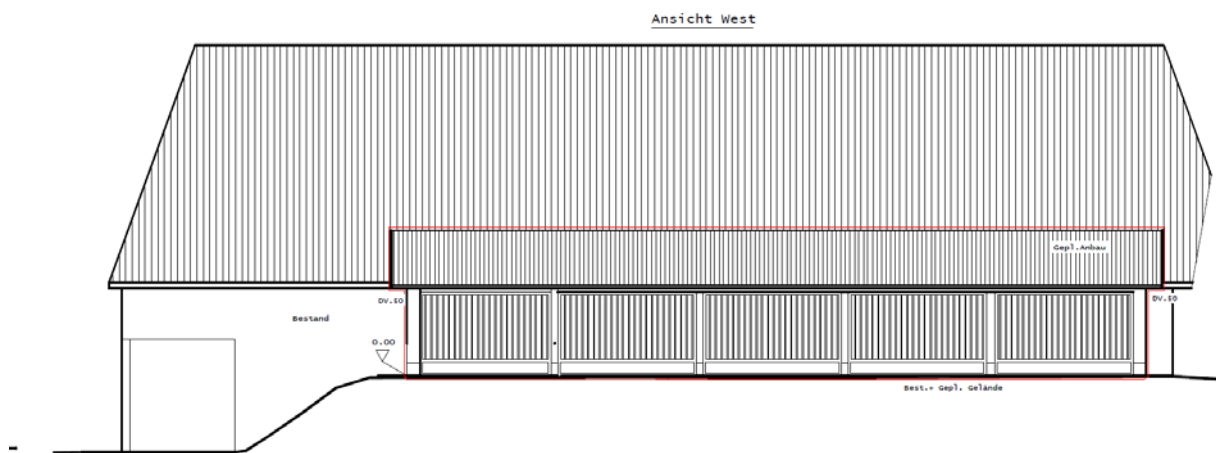 Ansicht West
Gepl.Anbau
DV.50
DV.50
Bestand
0.00
Best.+ Gepl. Gelände